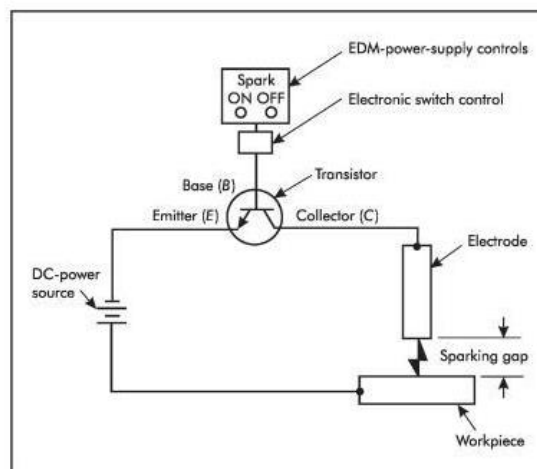 EDM-power-supply controls
Spark
ON OFF
Electronic switch control
Transistor
Base (B)
Emitter (E)
Collector (C)
Electrode
DC-power
source
Sparking gap
Workpiece